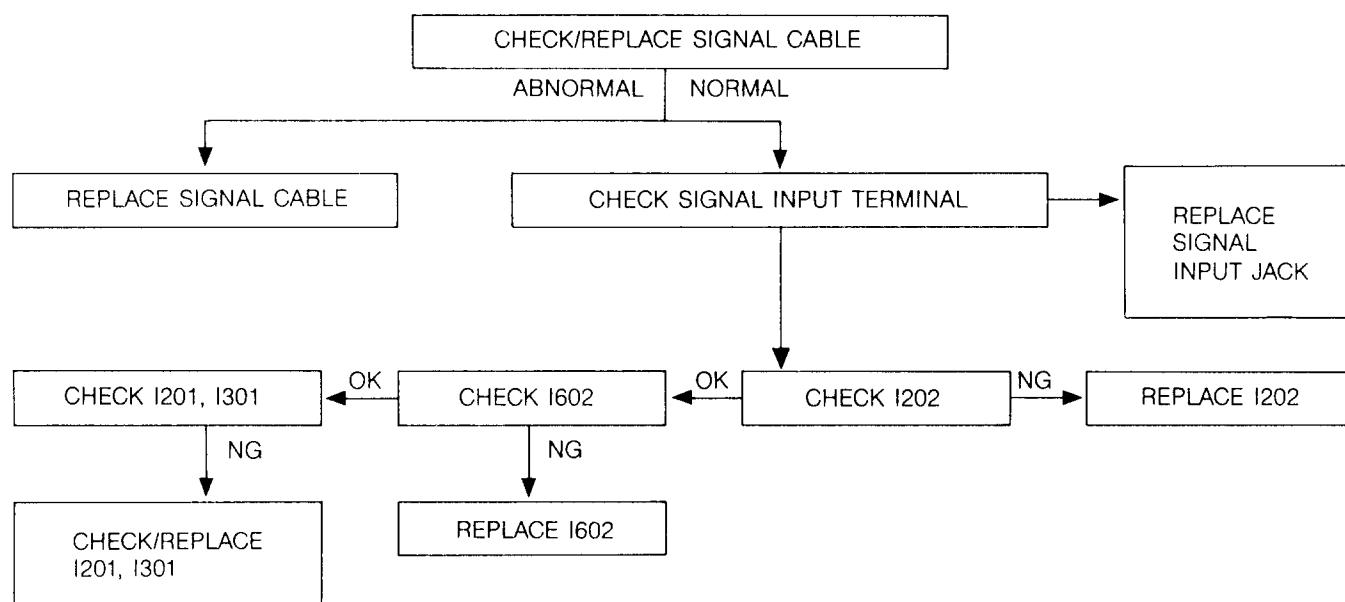 CHECK/REPLACE SIGNAL CABLE
ABNORMAL
NORMAL
REPLACE SIGNAL CABLE
CHECK SIGNAL INPUT TERMINAL
REPLACE
SIGNAL
INPUT JACK
CHECK I201, I301
OK
CHECK I602
OK
CHECK I202
NG
REPLACE I202
NG
NG
CHECK/REPLACE
I201, I301
REPLACE I602